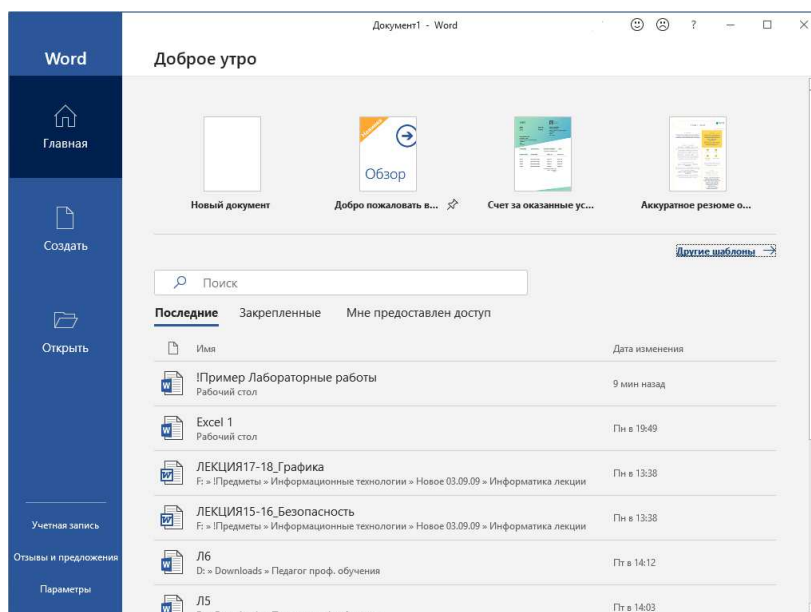 Документ1 - Word
Word
Доброе утро
Главная
Создать
Открыть
Учетная запись
Отзывы и предложения
Параметры
Новинка
Обзор
Новый документ
Добро пожаловать в...
Счет за оказанные ус...
Аккуратное резюме о...
Другие шаблоны
Поиск
Последние Закрепленные Мне предоставлен доступ
Имя Дата изменения
!Пример Лабораторные работы
Рабочий стол
9 мин назад
Excel 1
Рабочий стол
Пн в 19:49
ЛЕКЦИЯ17-18_Графика
F: » !Предметы » Информационные технологии » Новое 03.09.09 » Информатика лекции
Пн в 13:38
ЛЕКЦИЯ15-16_Безопасность
F: » !Предметы » Информационные технологии » Новое 03.09.09 » Информатика лекции
Пн в 13:38
Л6
D: » Downloads » Педагог проф. обучения
Пт в 14:12
Л5
Пт в 14:03